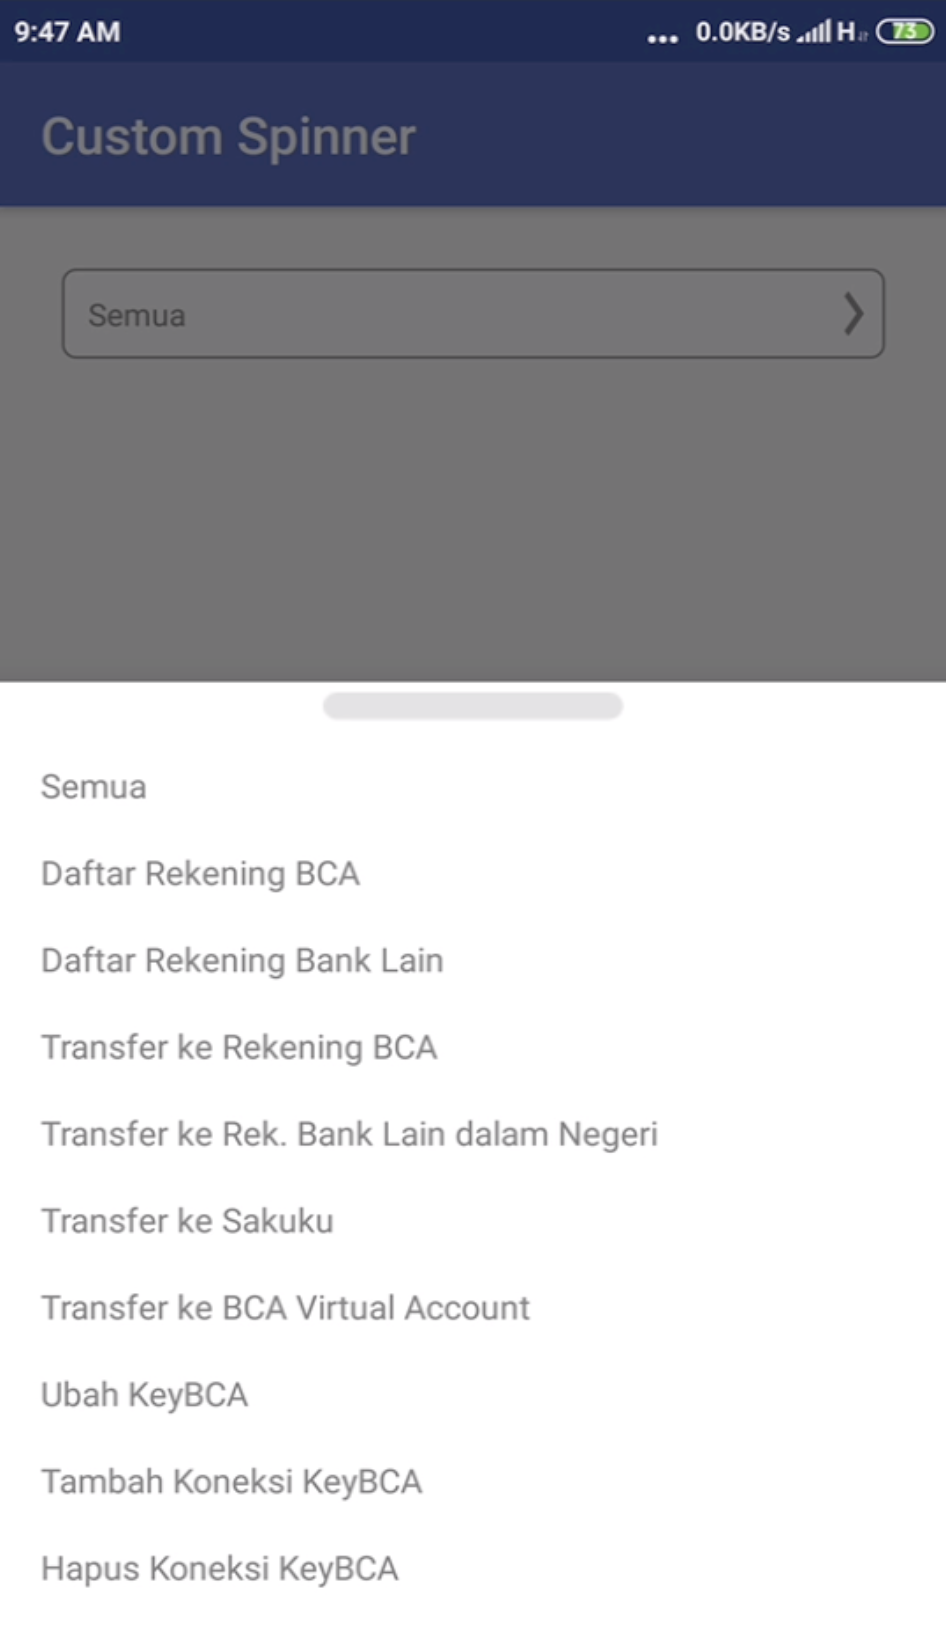 9:47 AM ... 0.0KB/s H 73
Custom Spinner
Semua
Semua
Daftar Rekening BCA
Daftar Rekening Bank Lain
Transfer ke Rekening BCA
Transfer ke Rek. Bank Lain dalam Negeri
Transfer ke Sakuku
Transfer ke BCA Virtual Account
Ubah KeyBCA
Tambah Koneksi KeyBCA
Hapus Koneksi KeyBCA